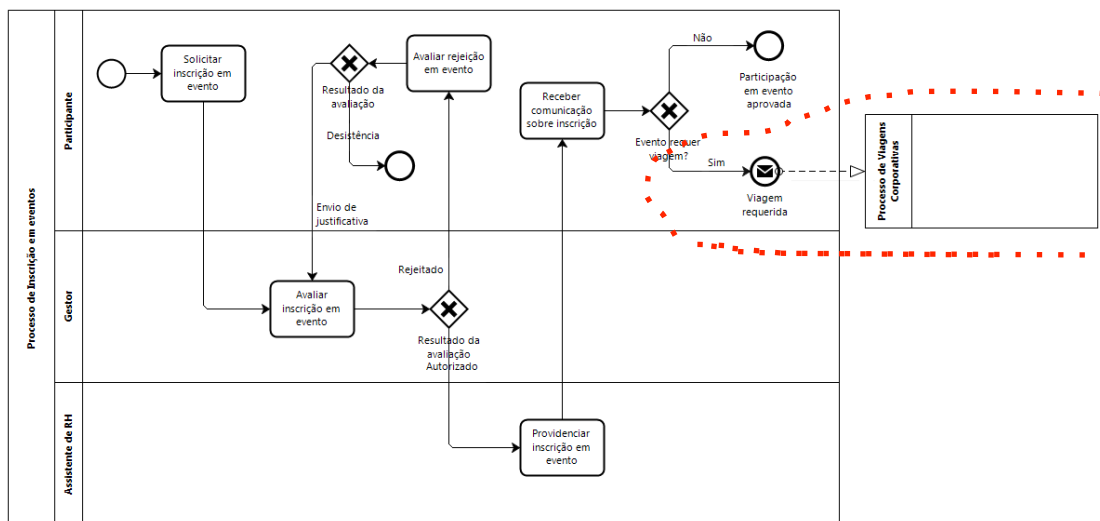 Processo de Inscrição em eventos
Participante
Solicitar
inscrição em
evento
Resultado da
avaliação
Avaliar rejeição
em evento
Desistência
Envio de
justificativa
Receber
comunicação
sobre inscrição
Evento requer
viagem?
Não
Participação
em evento
aprovada
Sim
Viagem
requerida
Processo de Viagens
Corporativas
Gestor
Avaliar
inscrição em
evento
Rejeitado
Resultado da
avaliação
Autorizado
Assistente de RH
Providenciar
inscrição em
evento